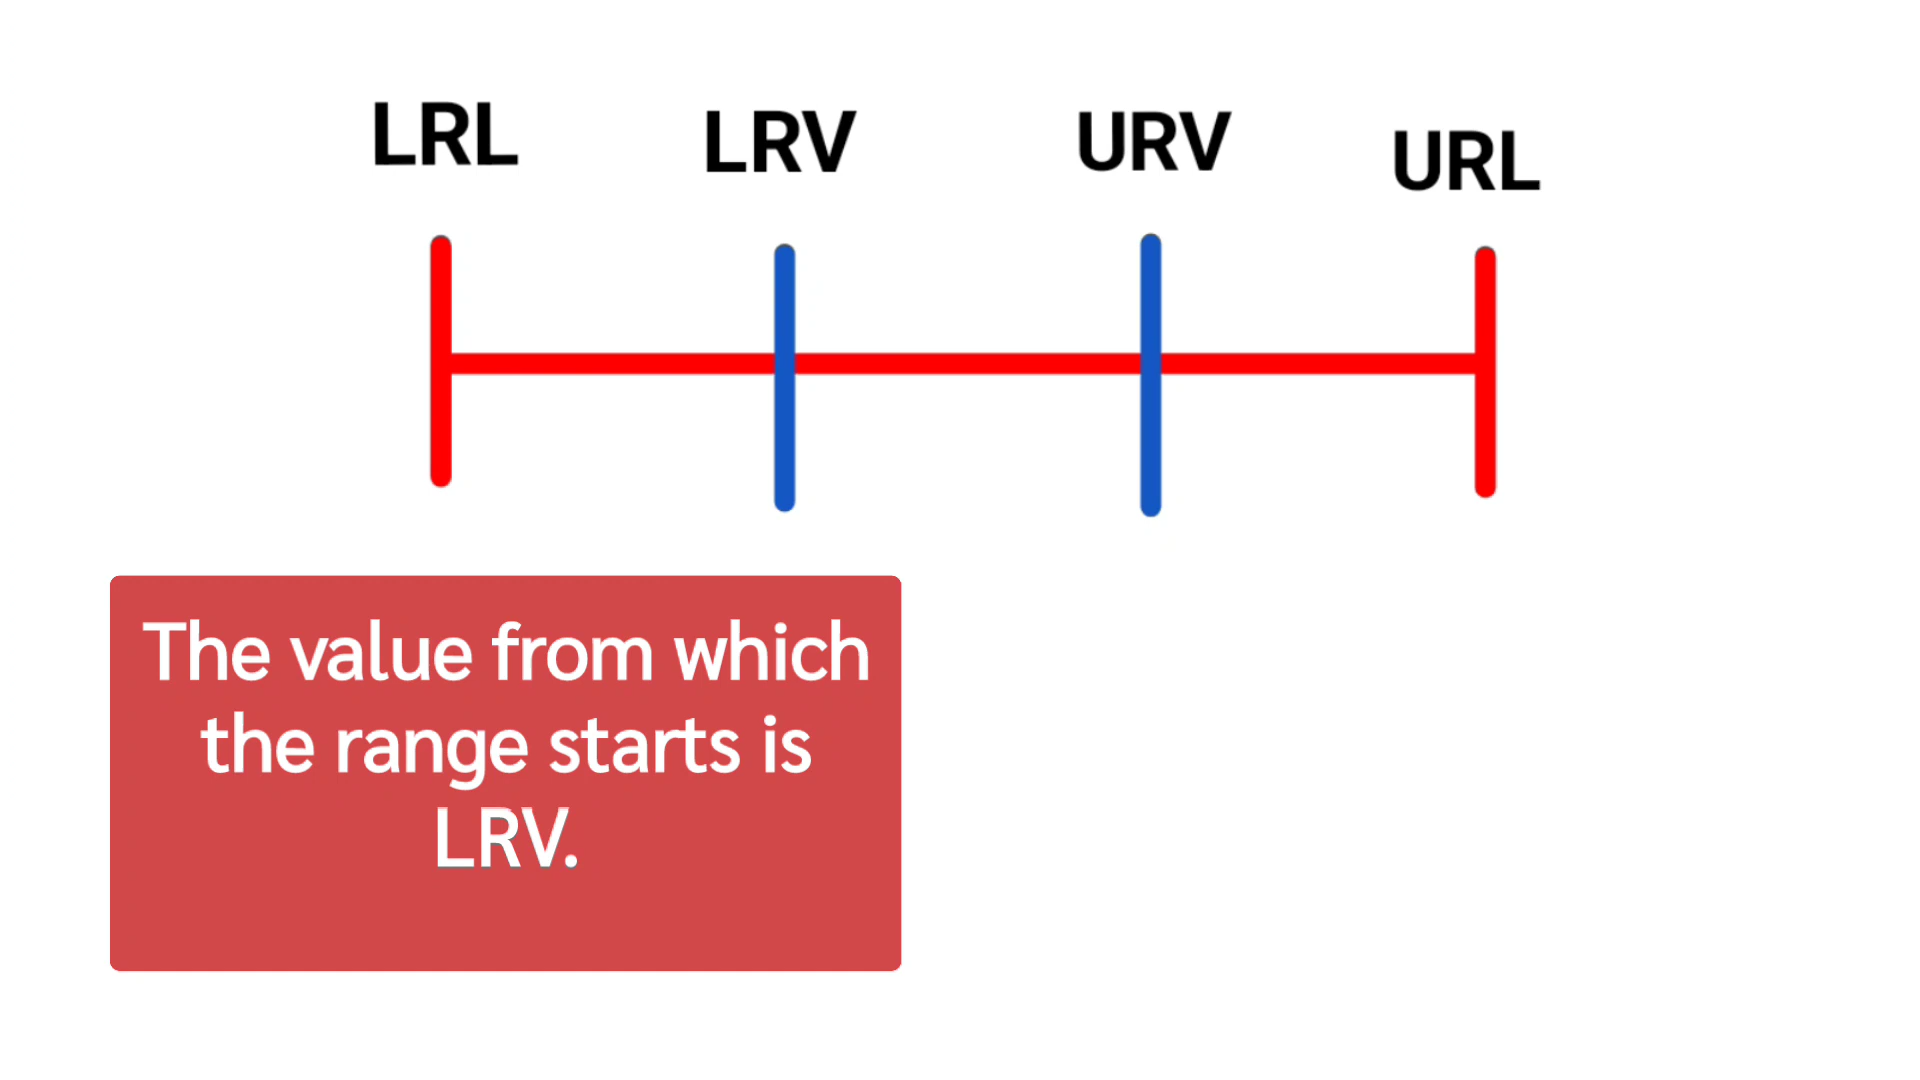 LRL LRV URV URL
The value from which
the range starts is
LRV.